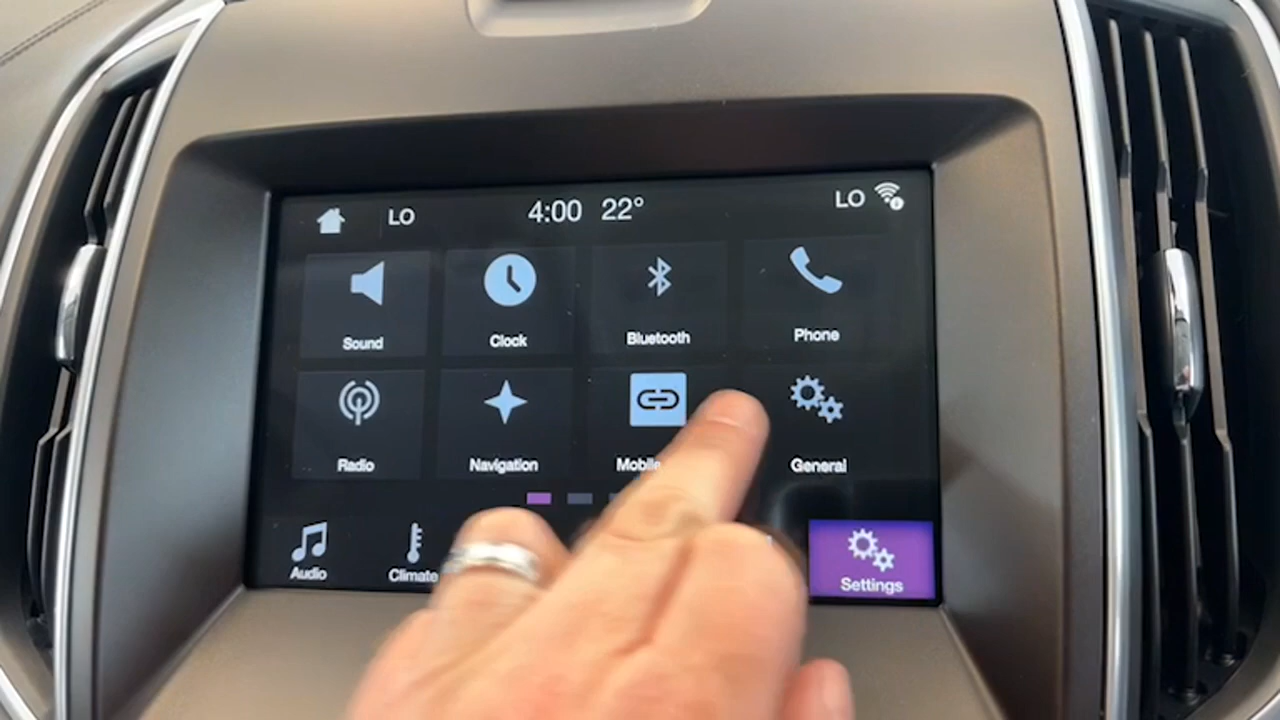 LO 4:00 22° LO
Sound Clock Bluetooth Phone
Radio Navigation Mobile General
Audio Climate Settings